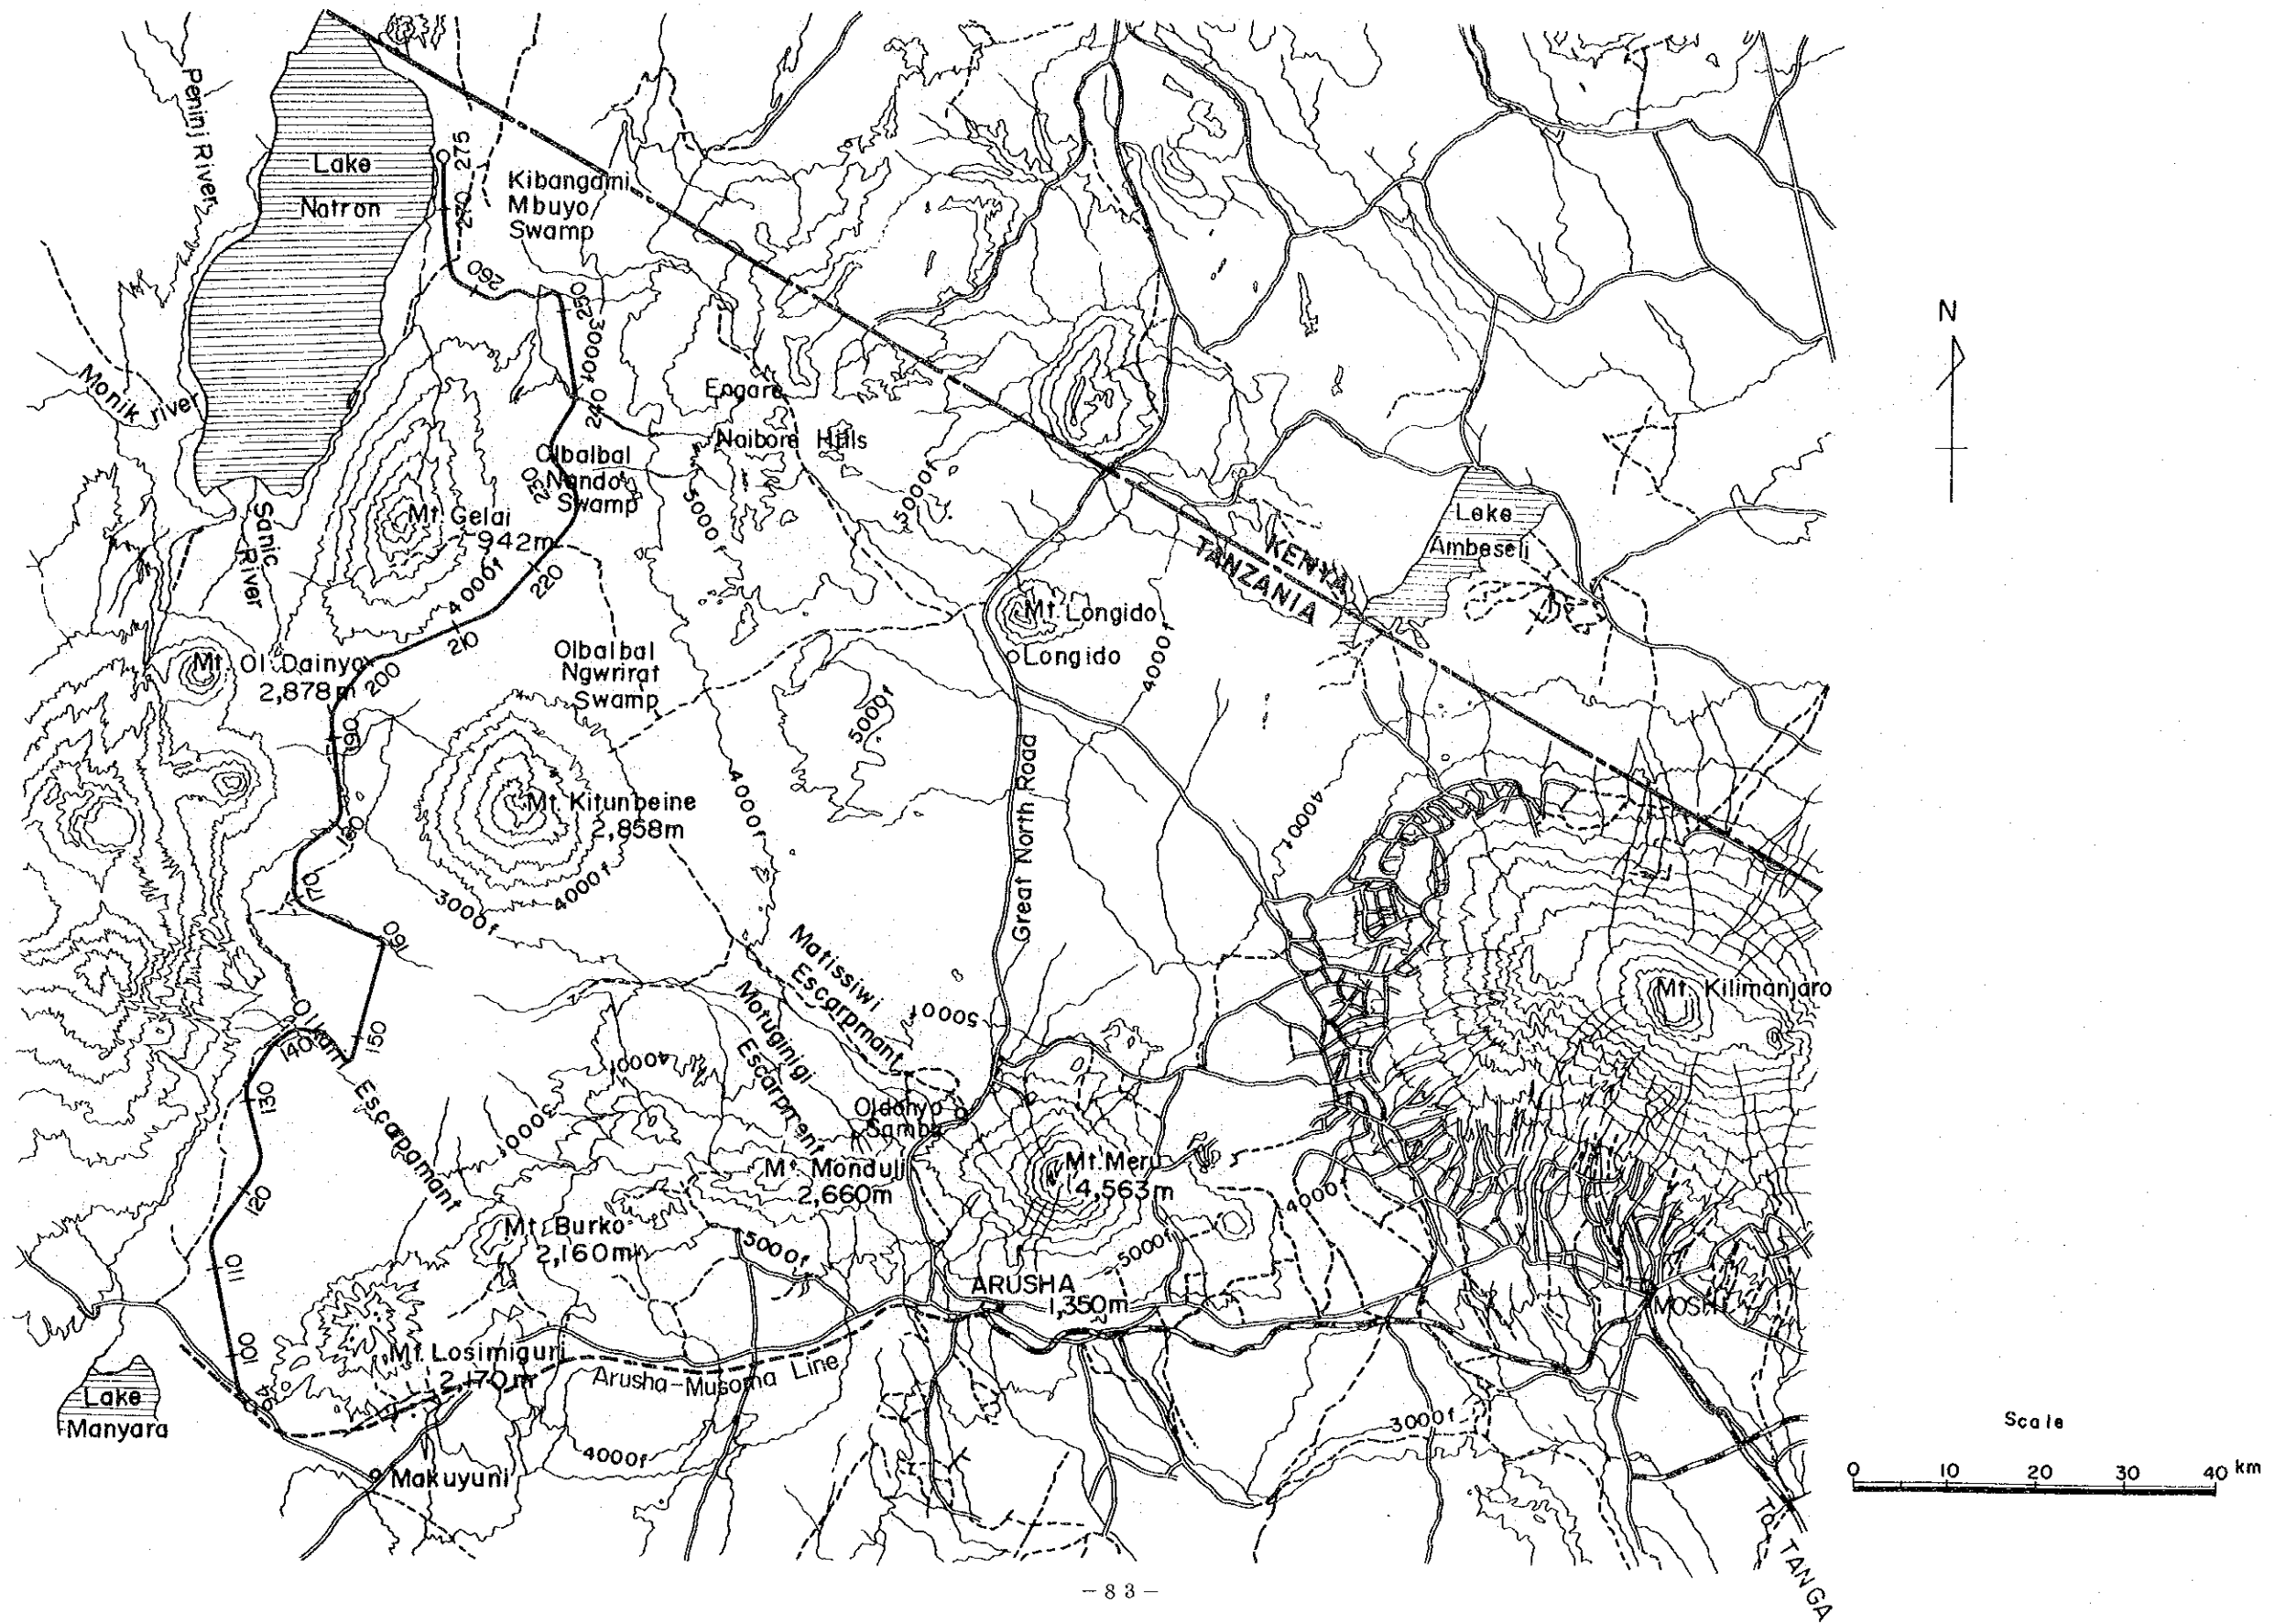 Peninj River
Lake
Natron
275
270
260
250
3000f
240
230
220
210
200
190
180
170
160
150
140
130
120
110
100
94
Kibangaini
Mbuyo
Swamp
Monik river
Engare
Naibora Hills
5000f
5000f
Olbalbal
Nando
Swamp
Mt. Gelai
942m
4000f
Sanic
River
KENYA
TANZANIA
Lake
Ambeseli
Mt. Longido
Longido
4000f
Mt. Ol Dainyo
2,878m
Olbalbal
Ngwrirat
Swamp
5000f
4000f
Great North Road
Mt. Kitunbeine
2,858m
3000f
4000f
4000f
Matissiwi
Escarpmant
Motuginigi
Escarpment
5000f
Mt. Kilimanjaro
Olkam Escarpamant
4000f
3000f
Oldonyo
Sambu
Mt. Monduli
2,660m
Mt. Meru
4,563m
4000f
Mt. Burko
2,160m
5000f
5000f
ARUSHA
1,350m
MOSHI
Mt. Losimiguri
2,170m
Arusha-Musoma Line
Lake
Manyara
Makuyuni
4000f
3000f
To TANGA
N
Scale
0 10 20 30 40 km
-83-